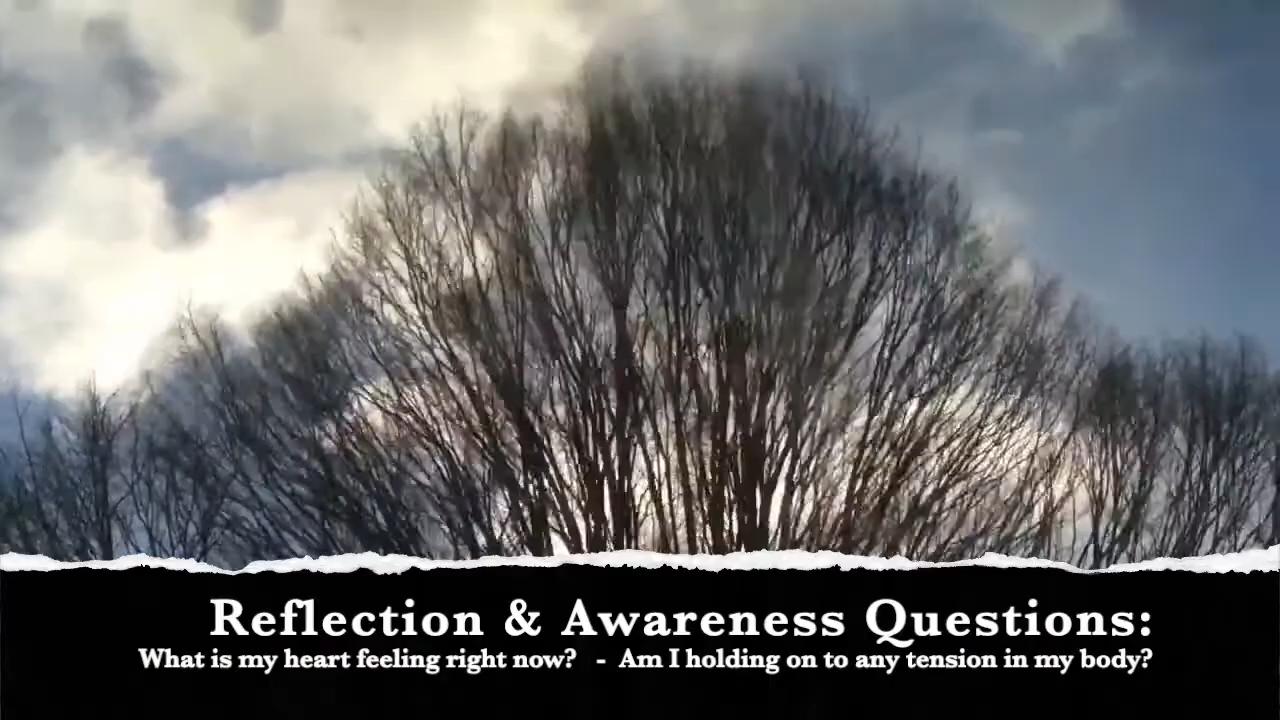 Reflection & Awareness Questions:
What is my heart feeling right now? - Am I holding on to any tension in my body?